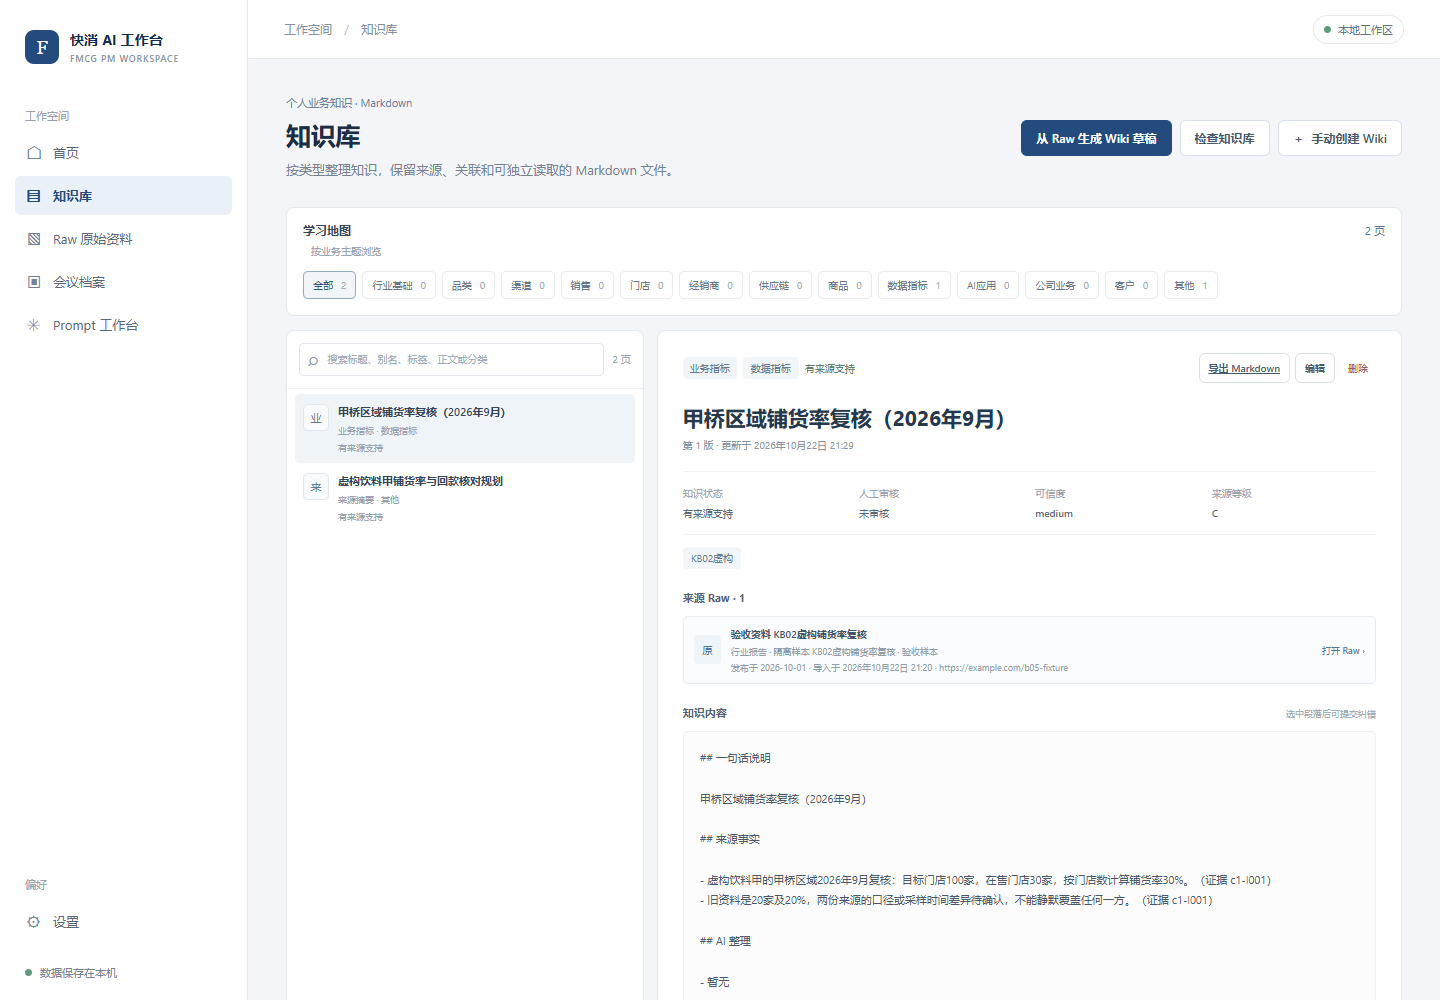 F
快消 AI 工作台
FMCG PM WORKSPACE
工作空间
首页
知识库
Raw 原始资料
会议档案
Prompt 工作台
偏好
设置
数据保存在本机
工作空间 / 知识库
本地工作区
个人业务知识 · Markdown
知识库
按类型整理知识，保留来源、关联和可独立读取的 Markdown 文件。
从 Raw 生成 Wiki 草稿
检查知识库
+ 手动创建 Wiki
学习地图
2 页
按业务主题浏览
全部 2 行业基础 0 品类 0 渠道 0 销售 0 门店 0 经销商 0 供应链 0 商品 0 数据指标 1 AI应用 0 公司业务 0 客户 0 其他 1
搜索标题、别名、标签、正文或分类
2 页
业
甲桥区域铺货率复核（2026年9月）
业务指标 · 数据指标
有来源支持
来
虚构饮料甲铺货率与回款核对规划
来源摘要 · 其他
有来源支持
业务指标 数据指标 有来源支持
导出 Markdown 编辑 删除
甲桥区域铺货率复核（2026年9月）
第 1 版 · 更新于 2026年10月22日 21:29
知识状态 人工审核 可信度 来源等级
有来源支持 未审核 medium C
KB02虚构
来源 Raw · 1
原
验收资料 KB02虚构铺货率复核
行业报告 · 隔离样本 KB02虚构铺货率复核 · 验收样本
发布于 2026-10-01 · 导入于 2026年10月22日 21:20 · https://example.com/b05-fixture
打开 Raw ›
知识内容
选中段落后可提交纠错
## 一句话说明
甲桥区域铺货率复核（2026年9月）
## 来源事实
- 虚构饮料甲的甲桥区域2026年9月复核：目标门店100家，在售门店30家，按门店数计算铺货率30%。（证据 c1-l001）
- 旧资料是20家及20%，两份来源的口径或采样时间差异待确认，不能静默覆盖任何一方。（证据 c1-l001）
## AI 整理
- 暂无